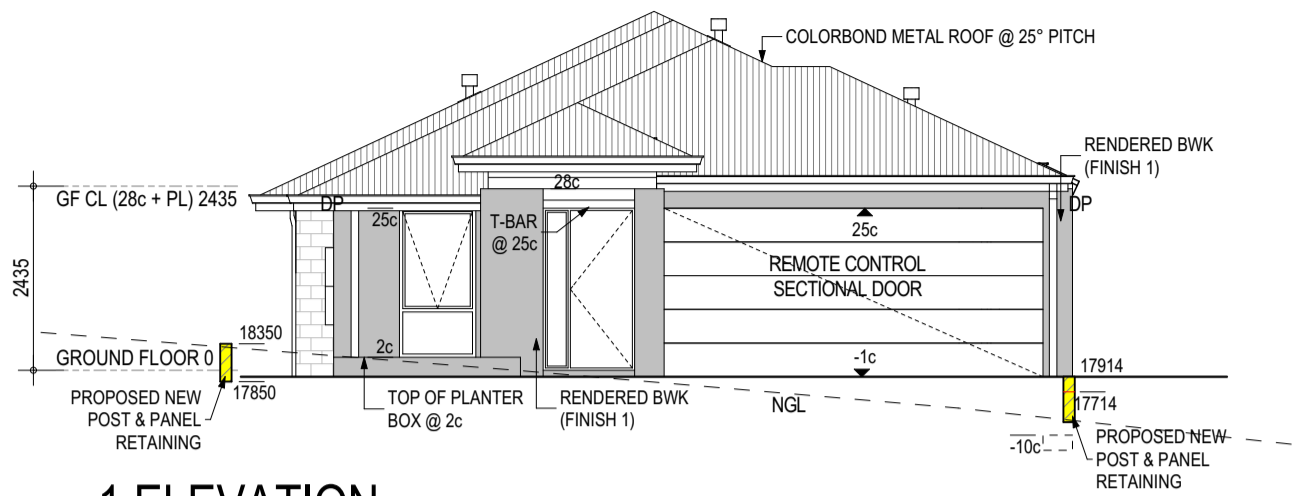 COLORBOND METAL ROOF @ 25° PITCH
RENDERED BWK
(FINISH 1)
GF CL (28c + PL) 2435
28c
DP
DP
25c
T-BAR
@ 25c
25c
2435
REMOTE CONTROL
SECTIONAL DOOR
18350
GROUND FLOOR 0
2c
-1c
17914
17850
PROPOSED NEW
POST & PANEL
RETAINING
TOP OF PLANTER
BOX @ 2c
RENDERED BWK
(FINISH 1)
NGL
17714
-10c
PROPOSED NEW
POST & PANEL
RETAINING
1 ELEVATION